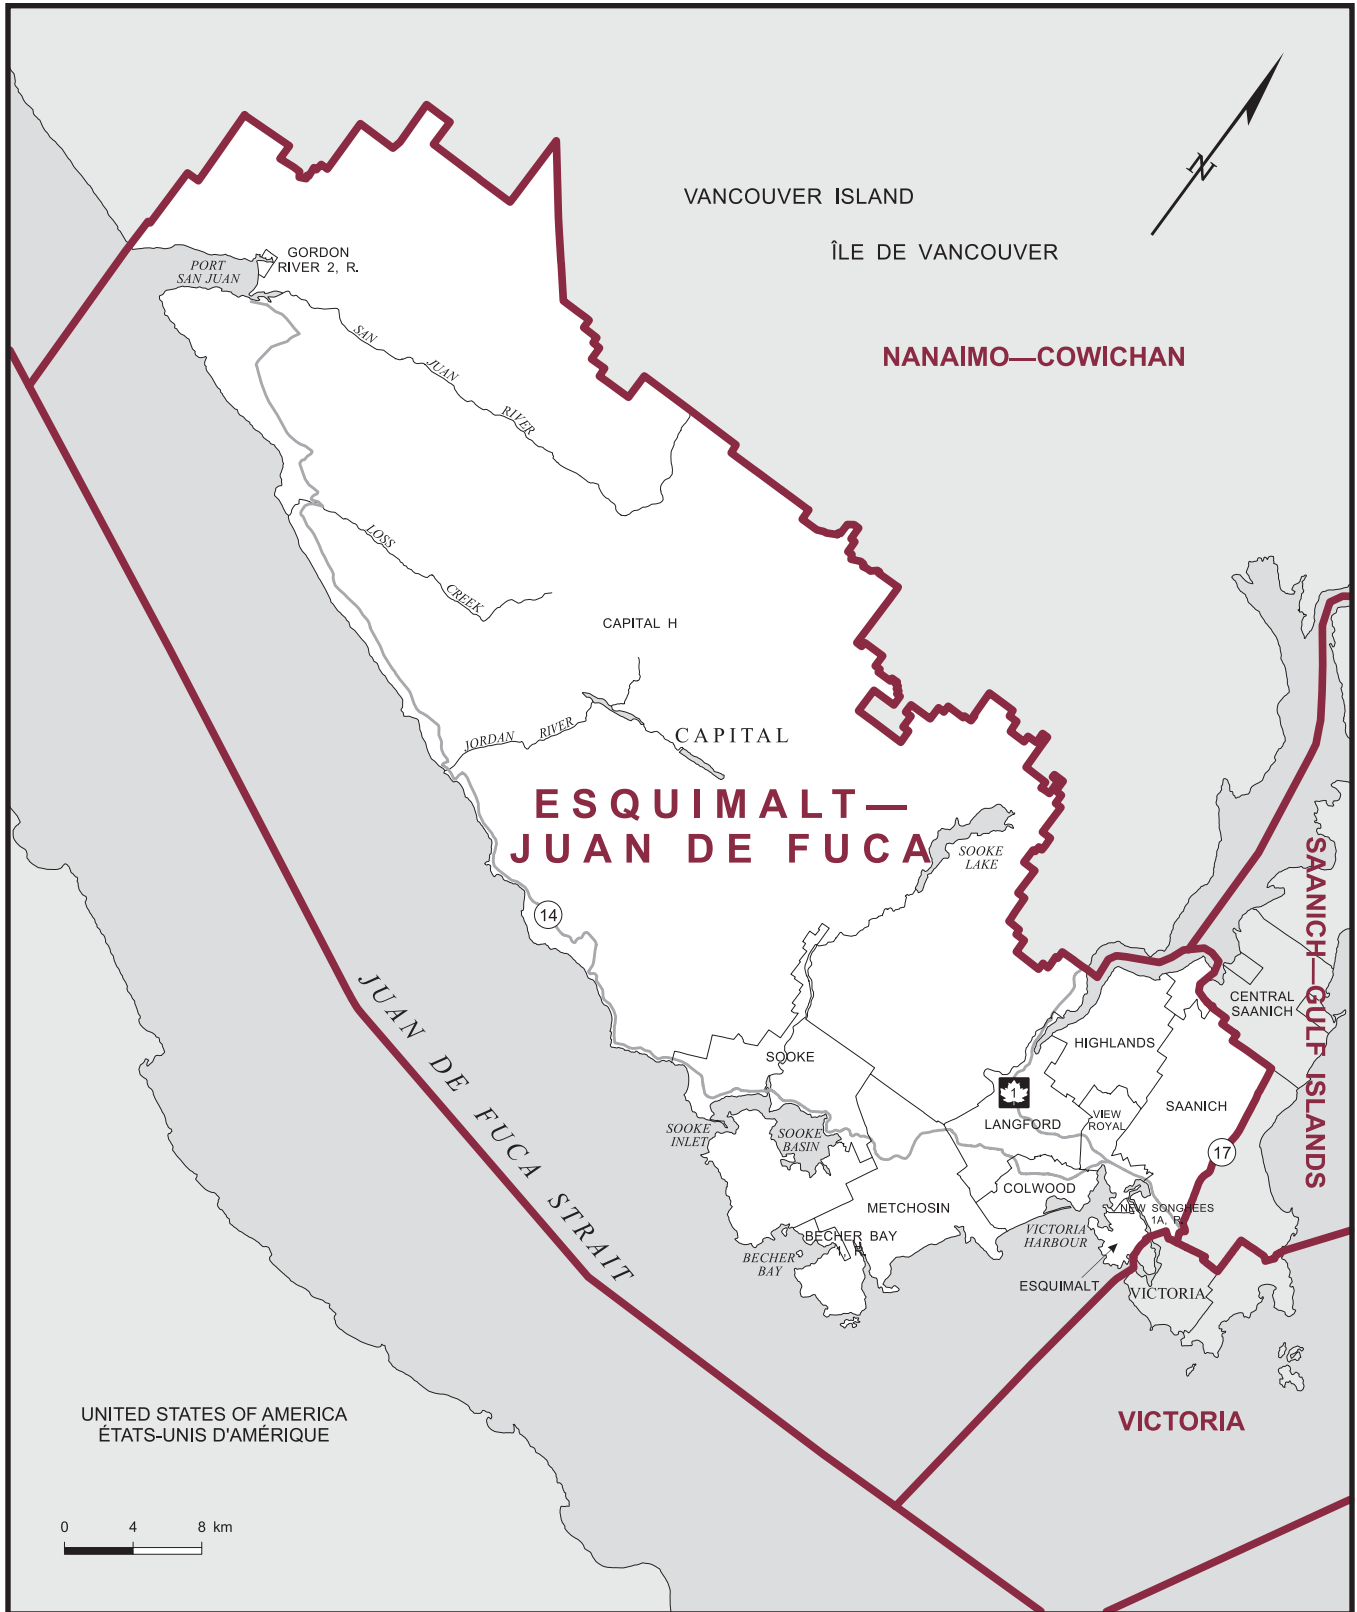 N
VANCOUVER ISLAND
ÎLE DE VANCOUVER
GORDON
RIVER 2, R.
PORT
SAN JUAN
SAN JUAN RIVER
NANAIMO—COWICHAN
LOSS CREEK
CAPITAL H
JORDAN RIVER
CAPITAL
ESQUIMALT—
JUAN DE FUCA
SOOKE
LAKE
14
SAANICH—GULF ISLANDS
JUAN DE FUCA STRAIT
CENTRAL
SAANICH
HIGHLANDS
SOOKE
1
SAANICH
VIEW
ROYAL
LANGFORD
SOOKE
INLET
SOOKE
BASIN
17
COLWOOD
METCHOSIN
NEW SONGHEES
1A, R.
VICTORIA
HARBOUR
BECHER BAY
1, R.
BECHER
BAY
ESQUIMALT
VICTORIA
VICTORIA
UNITED STATES OF AMERICA
ÉTATS-UNIS D'AMÉRIQUE
0 4 8 km